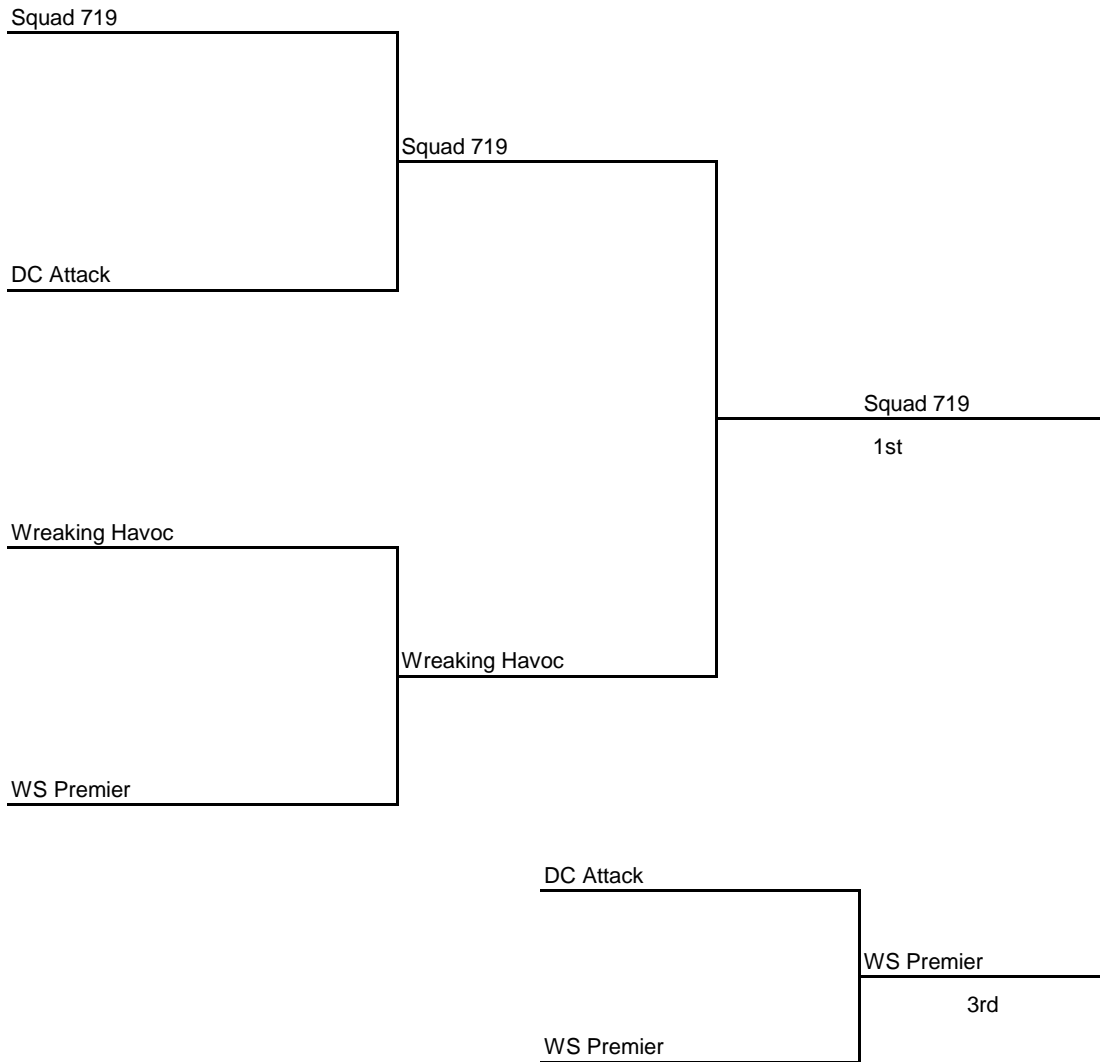 Squad 719
Squad 719
DC Attack
Squad 719
1st
Wreaking Havoc
Wreaking Havoc
WS Premier
DC Attack
WS Premier
3rd
WS Premier